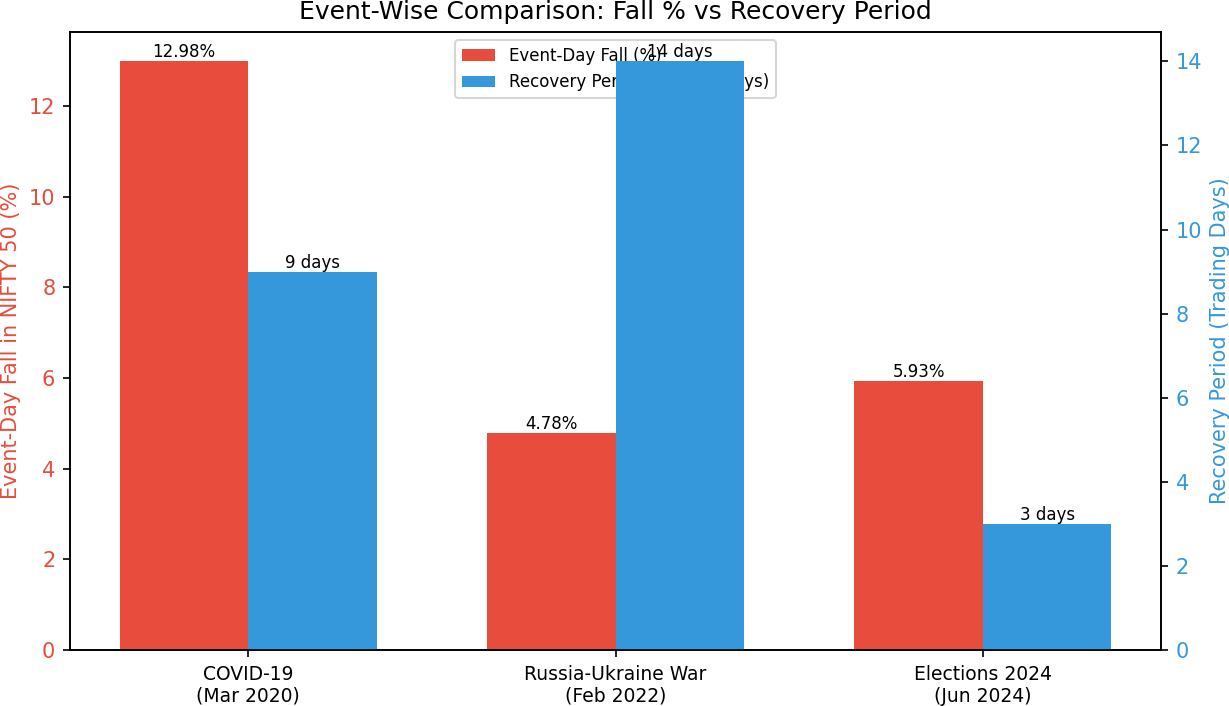 Event-Wise Comparison: Fall % vs Recovery Period
Event-Day Fall (%)
Recovery Per ys)
12.98%
9 days
4.78%
14 days
5.93%
3 days
Event-Day Fall in NIFTY 50 (%)
0
2
4
6
8
10
12
Recovery Period (Trading Days)
0
2
4
6
8
10
12
14
COVID-19
(Mar 2020)
Russia-Ukraine War
(Feb 2022)
Elections 2024
(Jun 2024)